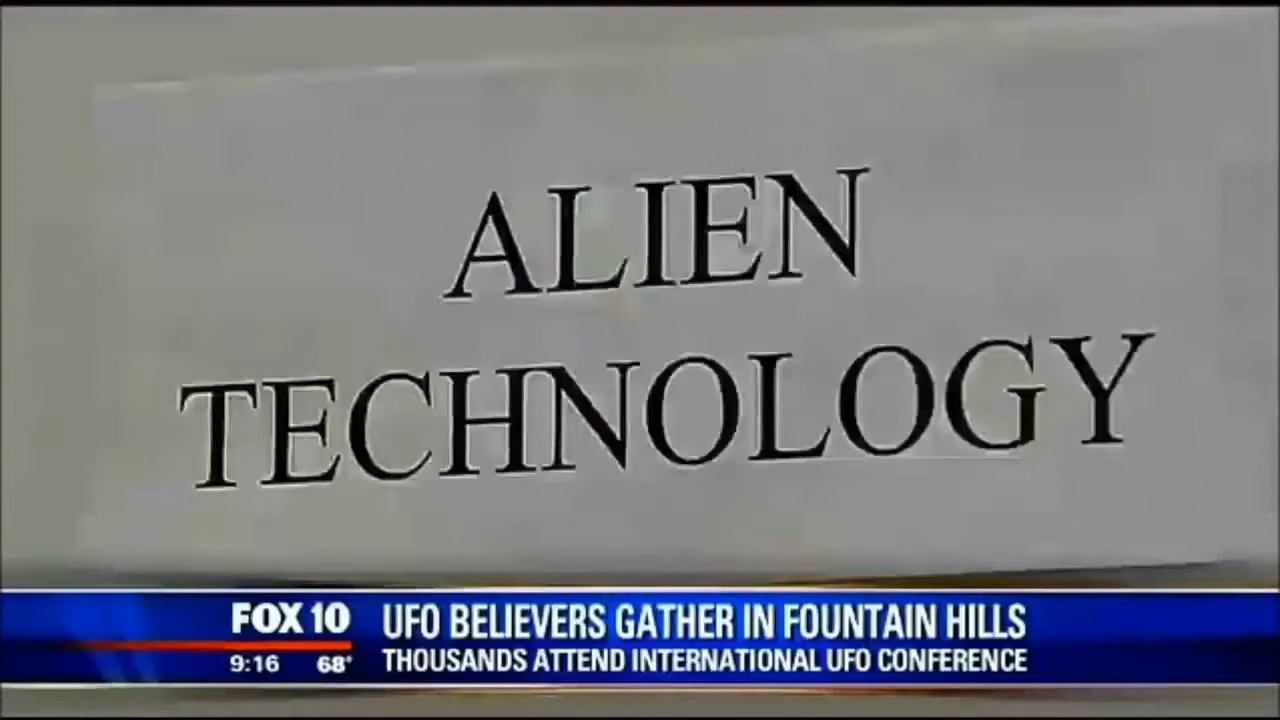 ALIEN
TECHNOLOGY
FOX 10 UFO BELIEVERS GATHER IN FOUNTAIN HILLS
9:16 68° THOUSANDS ATTEND INTERNATIONAL UFO CONFERENCE